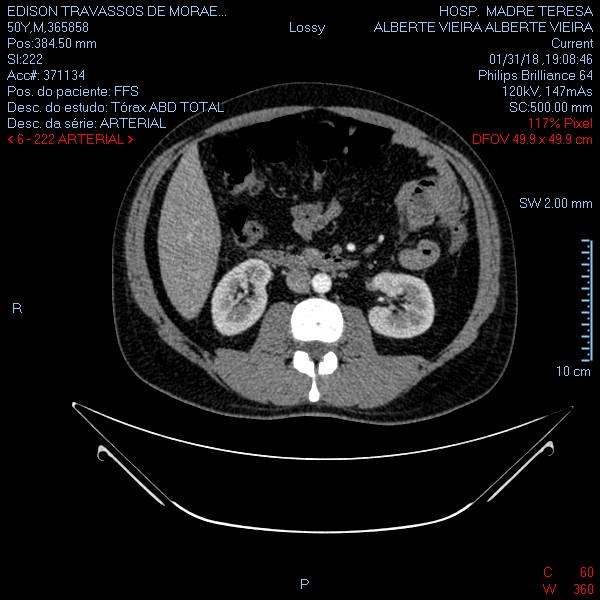 EDISON TRAVASSOS DE MORAE...
50Y,M,365858
Pos:384.50 mm
Sl:222
Acc#: 371134
Pos. do paciente: FFS
Desc. do estudo: Tórax ABD TOTAL
Desc. da série: ARTERIAL
< 6 - 222 ARTERIAL >
Lossy
HOSP. MADRE TERESA
ALBERTE VIEIRA ALBERTE VIEIRA
Current
01/31/18 ,19:08:46
Philips Brilliance 64
120kV, 147mAs
SC:500.00 mm
117% Pixel
DFOV 49.9 x 49.9 cm
SW 2.00 mm
R
10 cm
P
C 60
W 360